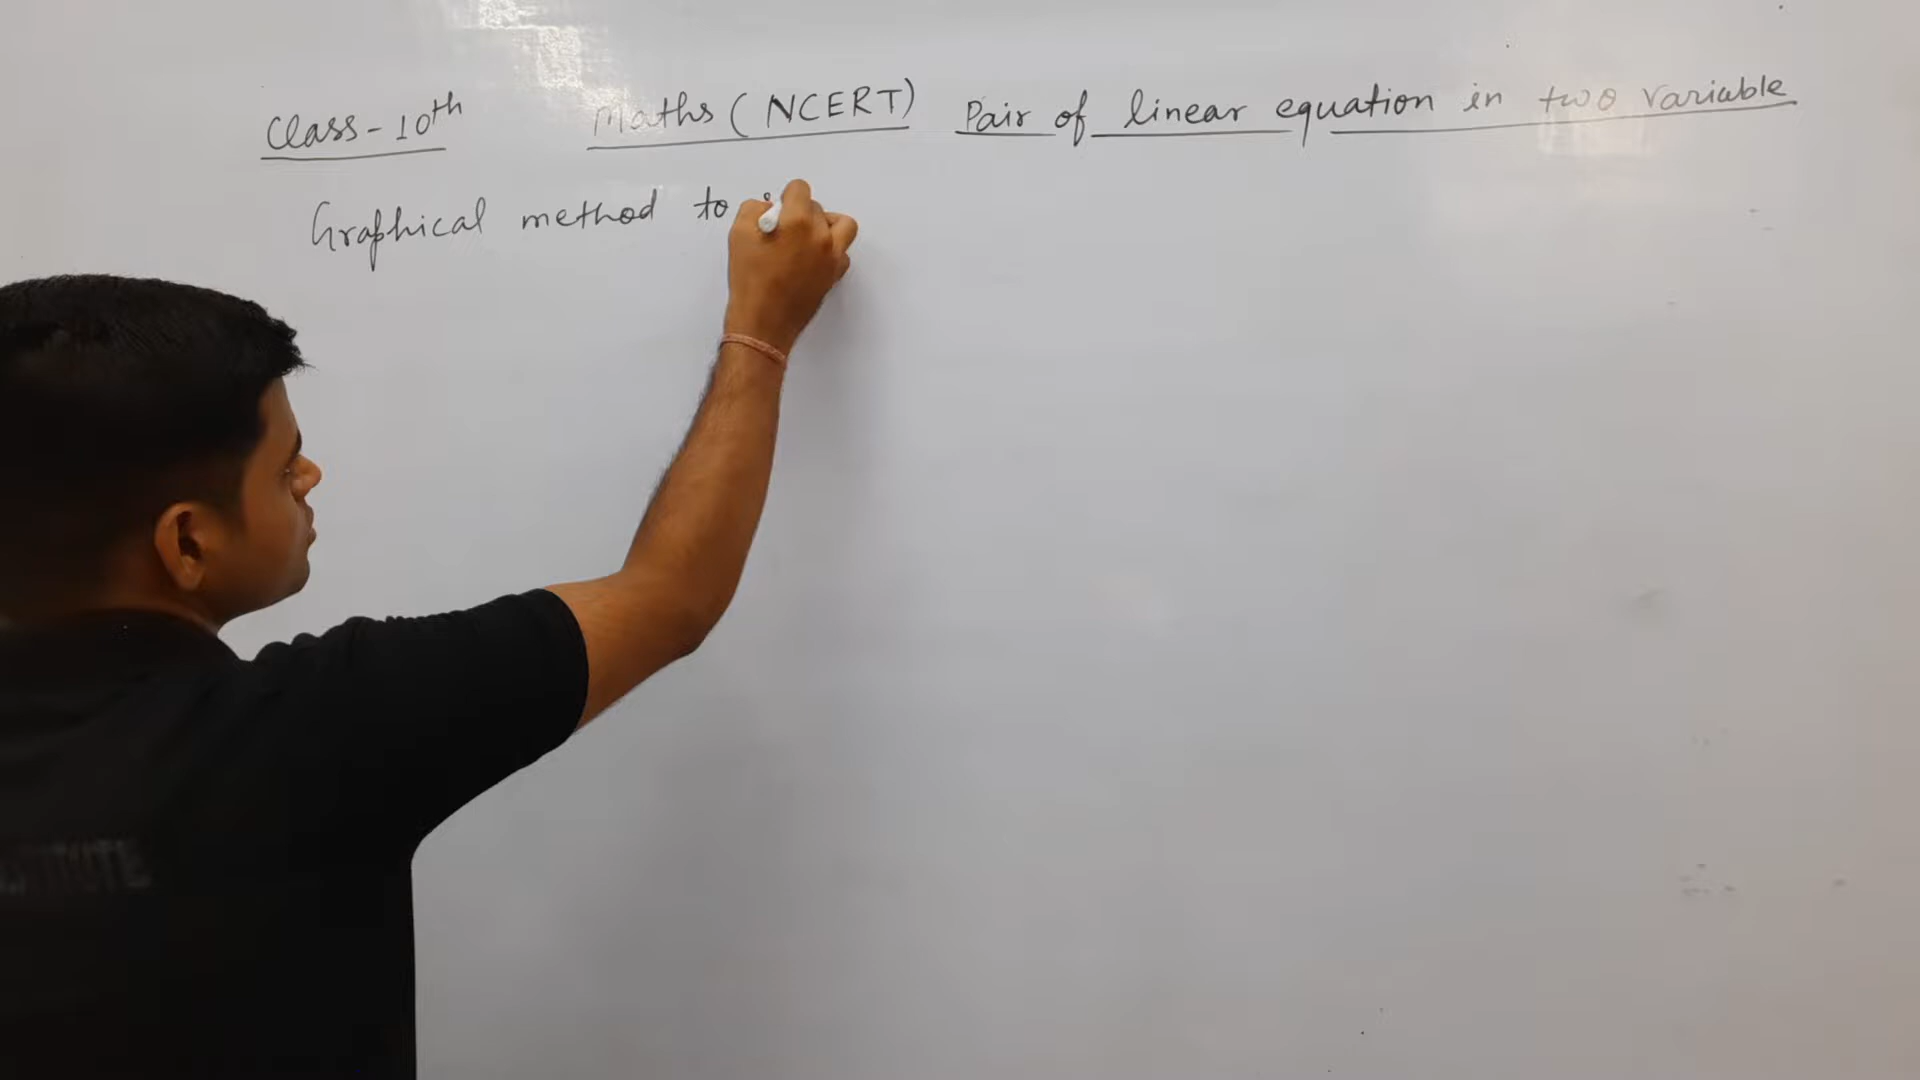 Class-10th Maths (NCERT) Pair of linear equation in two variable
Graphical method to